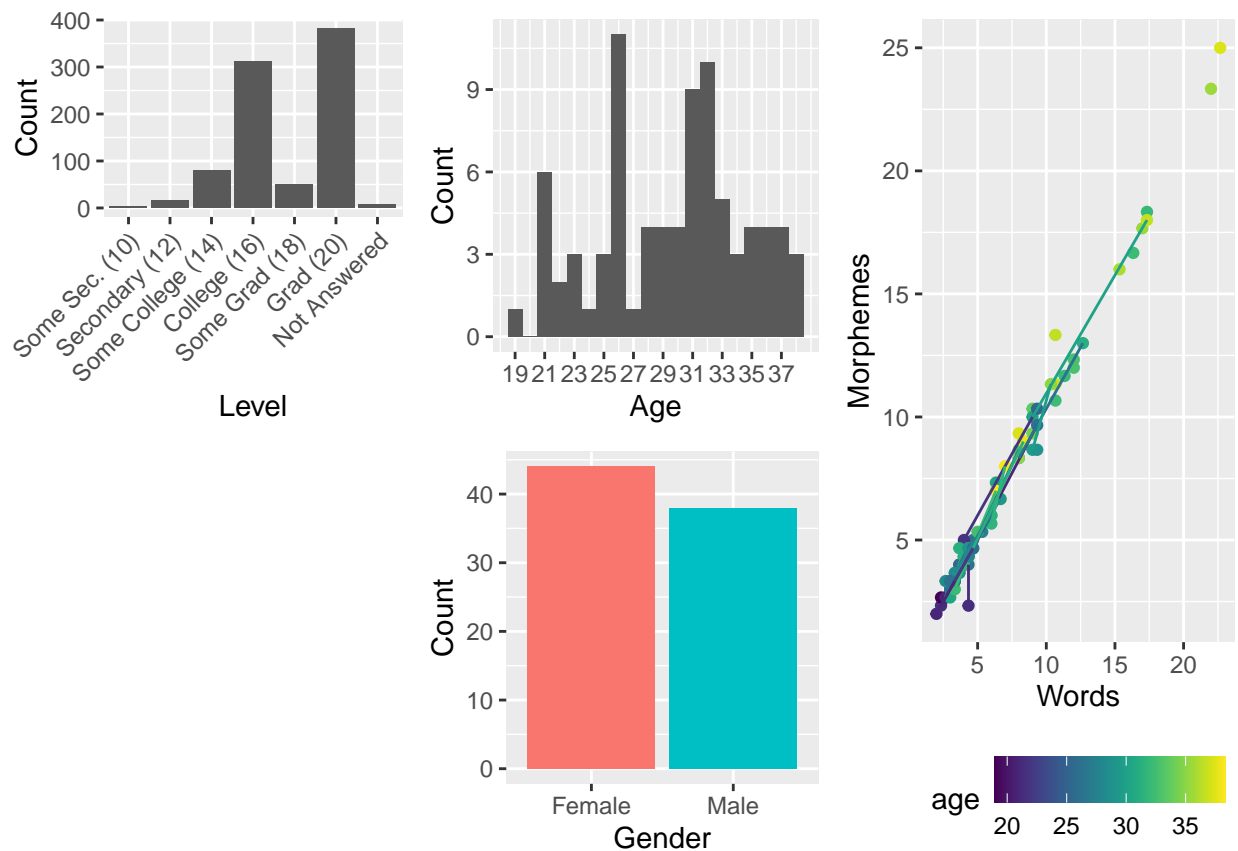 400
300
200
100
0
Count
Some Sec. (10)
Secondary (12)
Some College (14)
College (16)
Some Grad (18)
Grad (20)
Not Answered
Level
9
6
3
0
Count
19 21 23 25 27 29 31 33 35 37
Age
40
30
20
10
0
Count
Female Male
Gender
25
20
15
10
5
Morphemes
5 10 15 20
Words
age
20 25 30 35